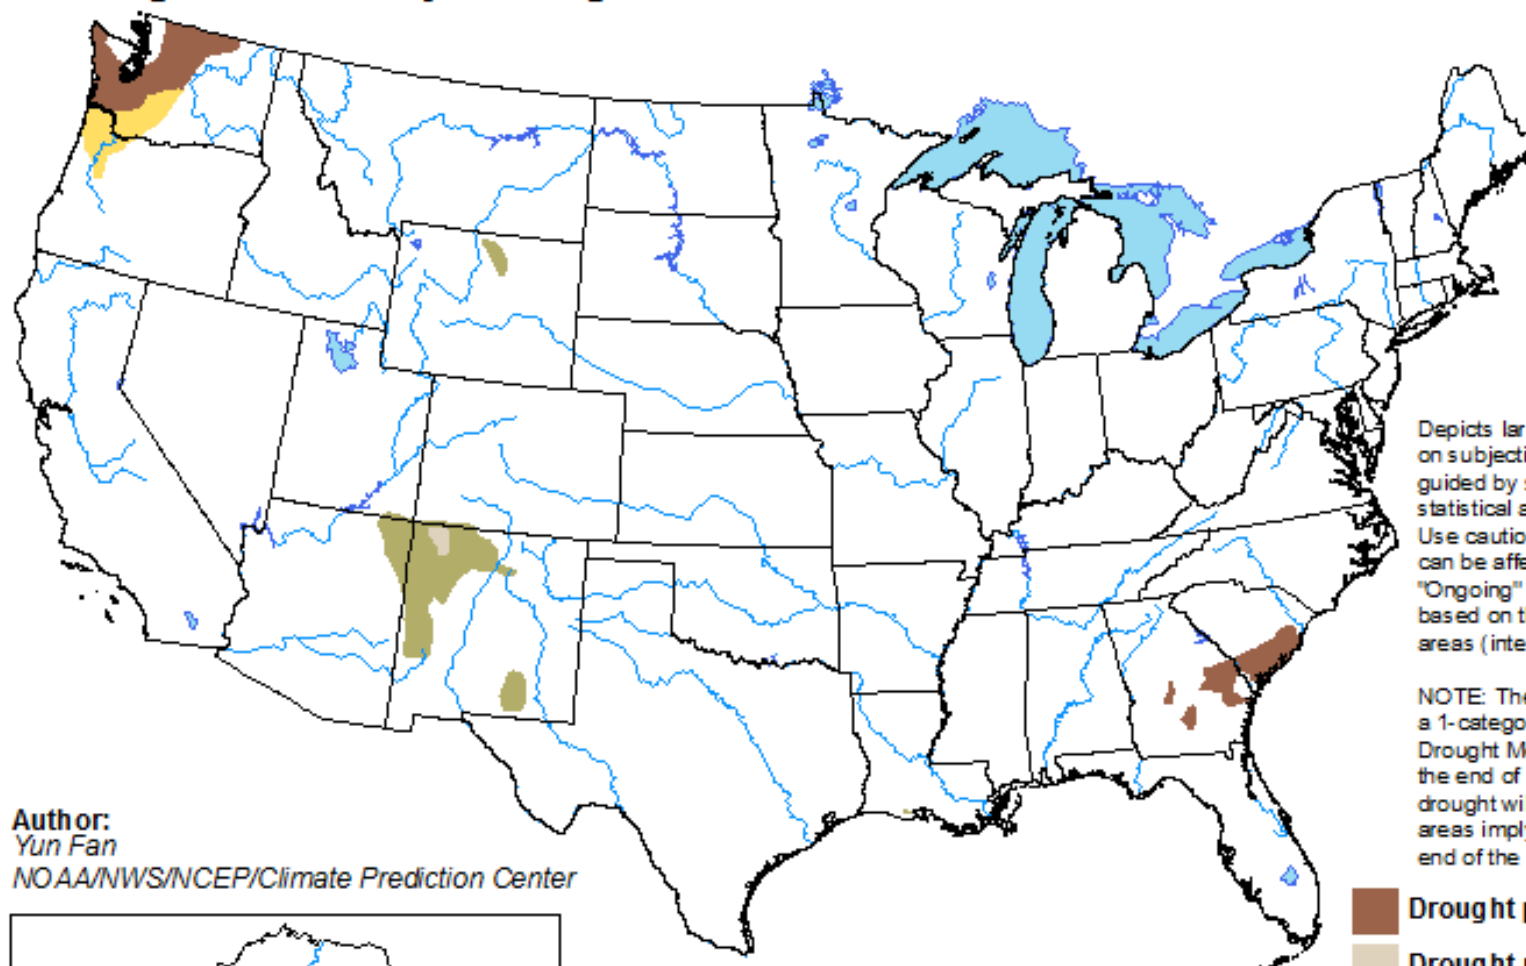 Author:
Yun Fan
NOAA/NWS/NCEP/Climate Prediction Center
Depicts lar
on subjecti
guided by s
statistical a
Use cautio
can be affe
"Ongoing"
based on t
areas (inte
NOTE: The
a 1-catego
Drought M
the end of
drought wi
areas imply
end of the
Drought p
Drought